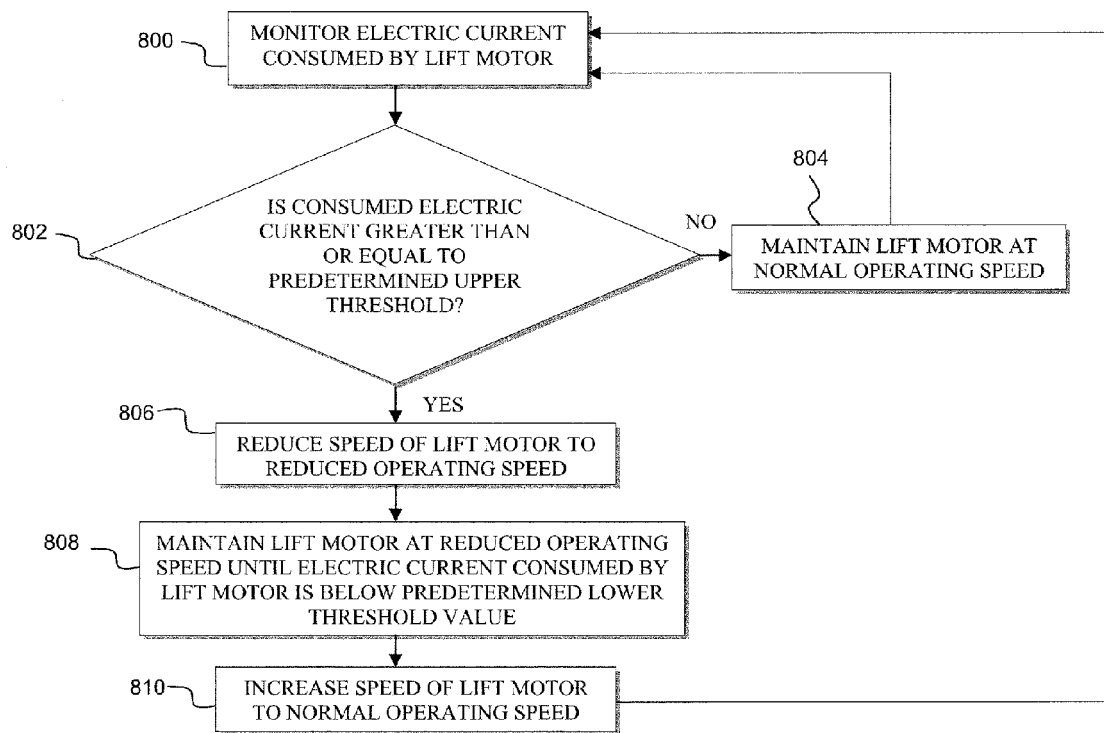 800
MONITOR ELECTRIC CURRENT
CONSUMED BY LIFT MOTOR
802
IS CONSUMED ELECTRIC
CURRENT GREATER THAN
OR EQUAL TO
PREDETERMINED UPPER
THRESHOLD?
NO
804
MAINTAIN LIFT MOTOR AT
NORMAL OPERATING SPEED
YES
806
REDUCE SPEED OF LIFT MOTOR TO
REDUCED OPERATING SPEED
808
MAINTAIN LIFT MOTOR AT REDUCED OPERATING
SPEED UNTIL ELECTRIC CURRENT CONSUMED BY
LIFT MOTOR IS BELOW PREDETERMINED LOWER
THRESHOLD VALUE
810
INCREASE SPEED OF LIFT MOTOR
TO NORMAL OPERATING SPEED